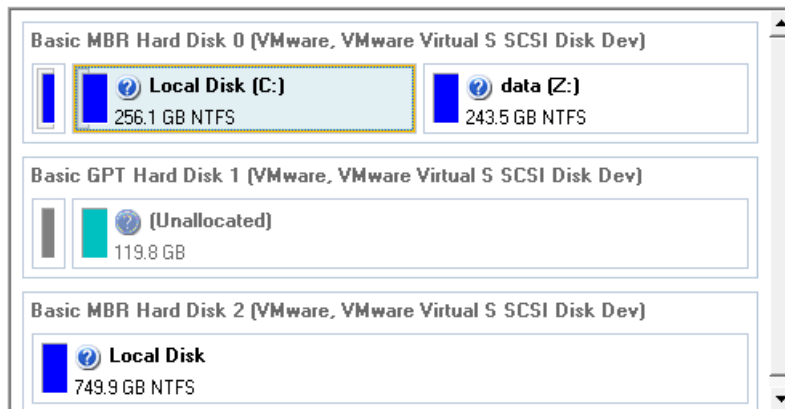 Basic MBR Hard Disk 0 (VMware, VMware Virtual S SCSI Disk Dev)
Local Disk (C:)
256.1 GB NTFS
data (Z:)
243.5 GB NTFS
Basic GPT Hard Disk 1 (VMware, VMware Virtual S SCSI Disk Dev)
(Unallocated)
119.8 GB
Basic MBR Hard Disk 2 (VMware, VMware Virtual S SCSI Disk Dev)
Local Disk
749.9 GB NTFS